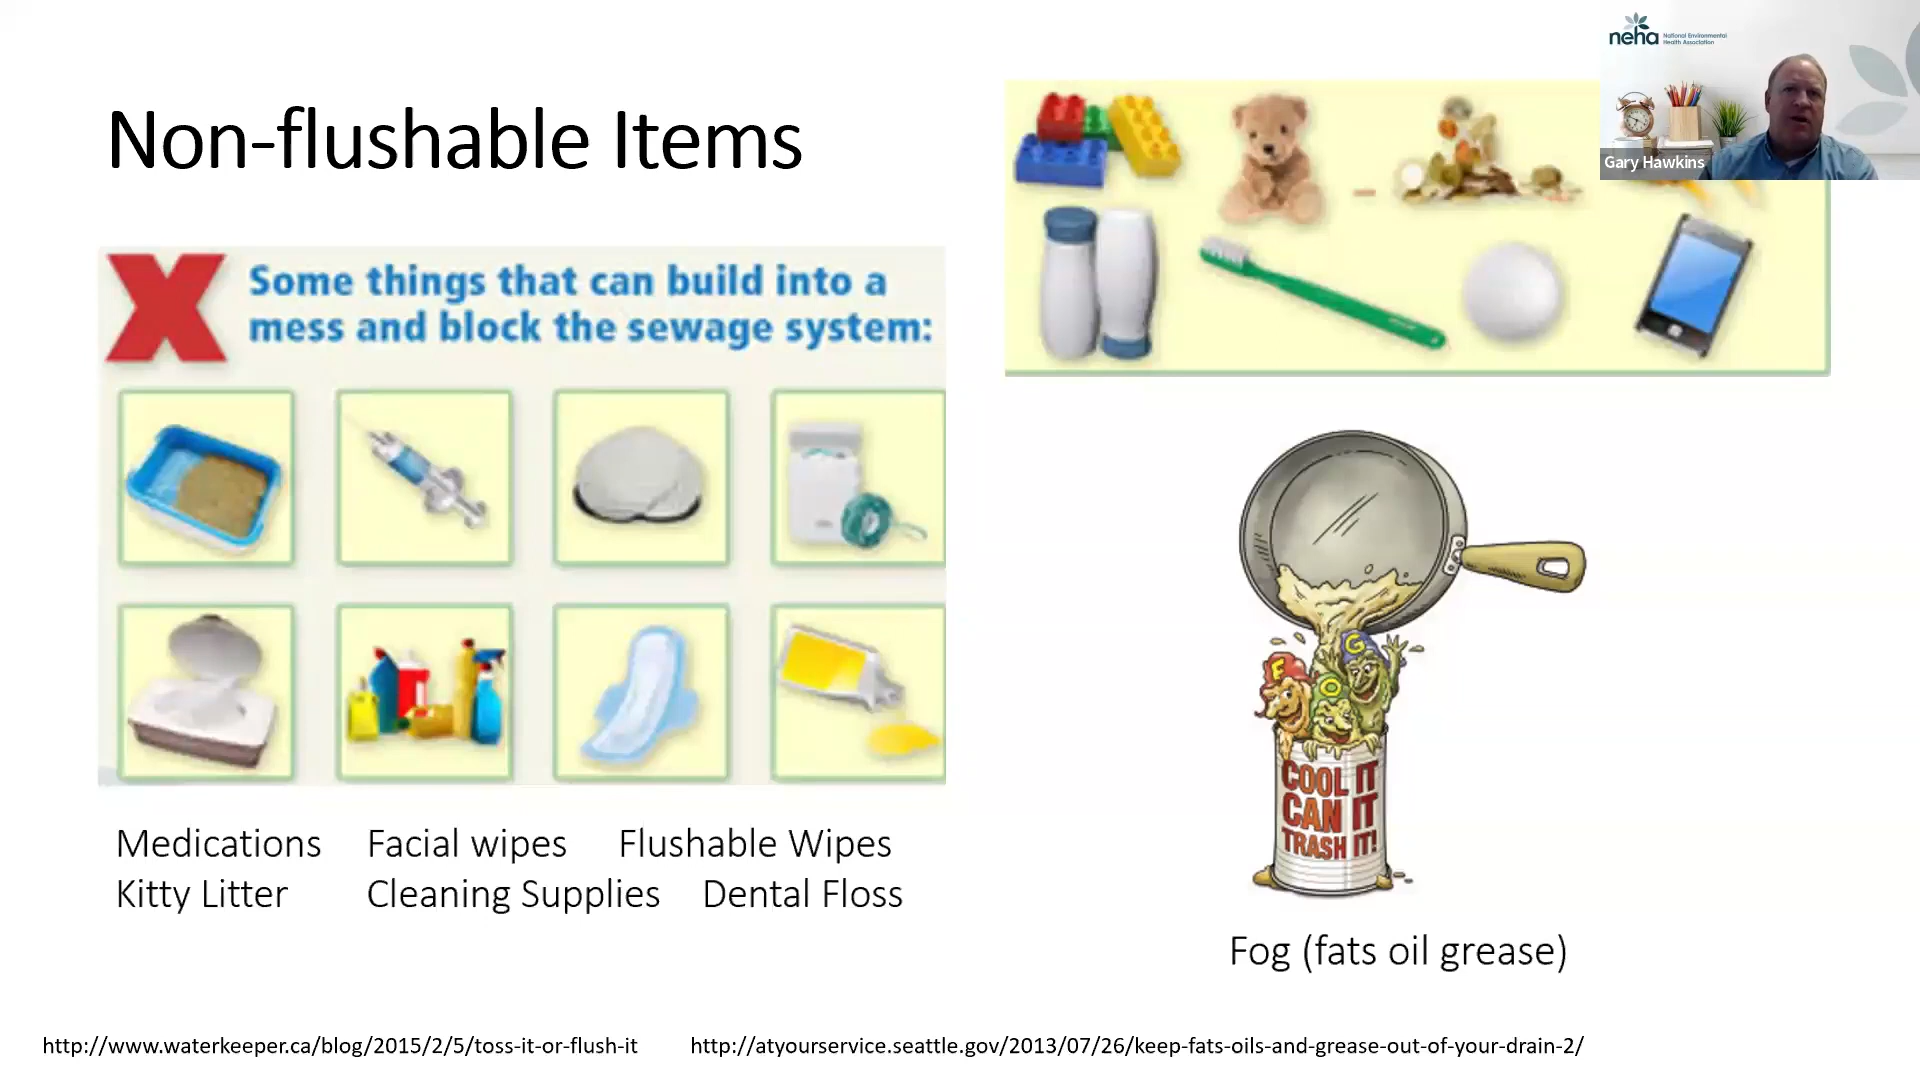 neha National Environmental
Health Association
Gary Hawkins
Non-flushable Items
X Some things that can build into a
mess and block the sewage system:
Medications Facial wipes Flushable Wipes
Kitty Litter Cleaning Supplies Dental Floss
F
O
G
COOL IT
CAN IT
TRASH IT!
Fog (fats oil grease)
http://www.waterkeeper.ca/blog/2015/2/5/toss-it-or-flush-it http://atyourservice.seattle.gov/2013/07/26/keep-fats-oils-and-grease-out-of-your-drain-2/